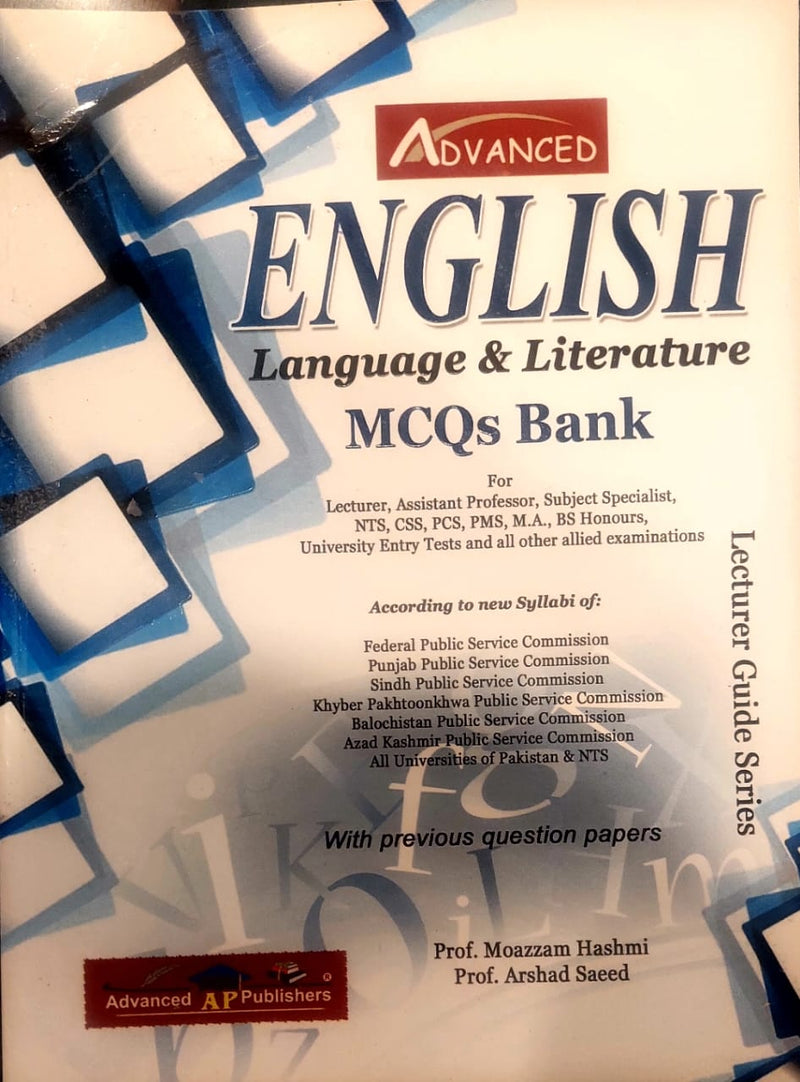 ADVANCED
ENGLISH
Language & Literature
MCQs Bank
For
Lecturer, Assistant Professor, Subject Specialist,
NTS, CSS, PCS, PMS, M.A., BS Honours,
University Entry Tests and all other allied examinations
According to new Syllabi of:
Federal Public Service Commission
Punjab Public Service Commission
Sindh Public Service Commission
Khyber Pakhtoonkhwa Public Service Commission
Balochistan Public Service Commission
Azad Kashmir Public Service Commission
All Universities of Pakistan & NTS
Lecturer Guide Series
With previous question papers
Prof. Moazzam Hashmi
Prof. Arshad Saeed
Advanced AP Publishers ®